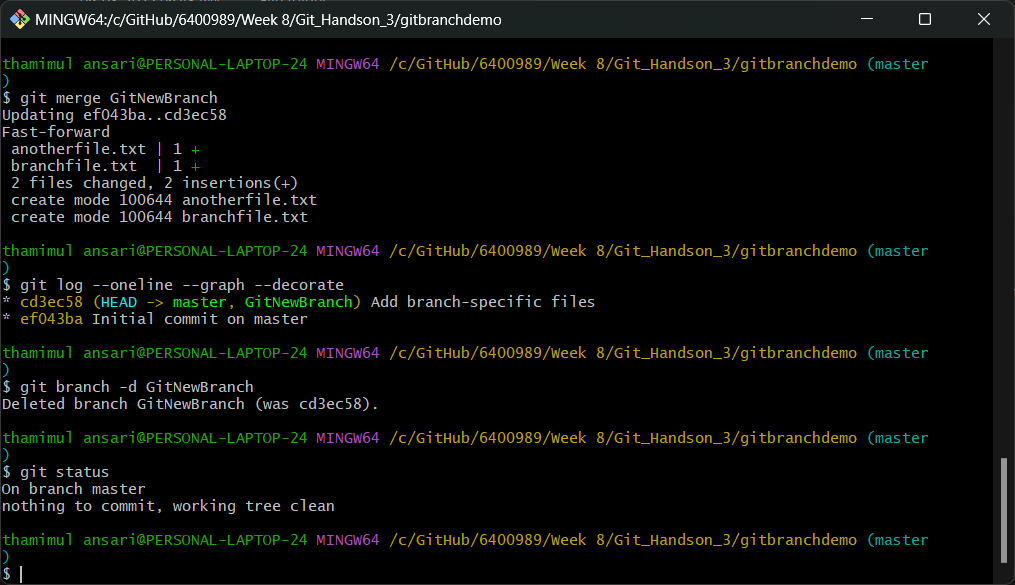 MINGW64:/c/GitHub/6400989/Week 8/Git_Handson_3/gitbranchdemo
thamimul ansari@PERSONAL-LAPTOP-24 MINGW64 /c/GitHub/6400989/Week 8/Git_Handson_3/gitbranchdemo (master
)
$ git merge GitNewBranch
Updating ef043ba..cd3ec58
Fast-forward
 anotherfile.txt | 1 +
 branchfile.txt  | 1 +
 2 files changed, 2 insertions(+)
 create mode 100644 anotherfile.txt
 create mode 100644 branchfile.txt
thamimul ansari@PERSONAL-LAPTOP-24 MINGW64 /c/GitHub/6400989/Week 8/Git_Handson_3/gitbranchdemo (master
)
$ git log --oneline --graph --decorate
* cd3ec58 (HEAD -> master, GitNewBranch) Add branch-specific files
* ef043ba Initial commit on master
thamimul ansari@PERSONAL-LAPTOP-24 MINGW64 /c/GitHub/6400989/Week 8/Git_Handson_3/gitbranchdemo (master
)
$ git branch -d GitNewBranch
Deleted branch GitNewBranch (was cd3ec58).
thamimul ansari@PERSONAL-LAPTOP-24 MINGW64 /c/GitHub/6400989/Week 8/Git_Handson_3/gitbranchdemo (master
)
$ git status
On branch master
nothing to commit, working tree clean
thamimul ansari@PERSONAL-LAPTOP-24 MINGW64 /c/GitHub/6400989/Week 8/Git_Handson_3/gitbranchdemo (master
)
$